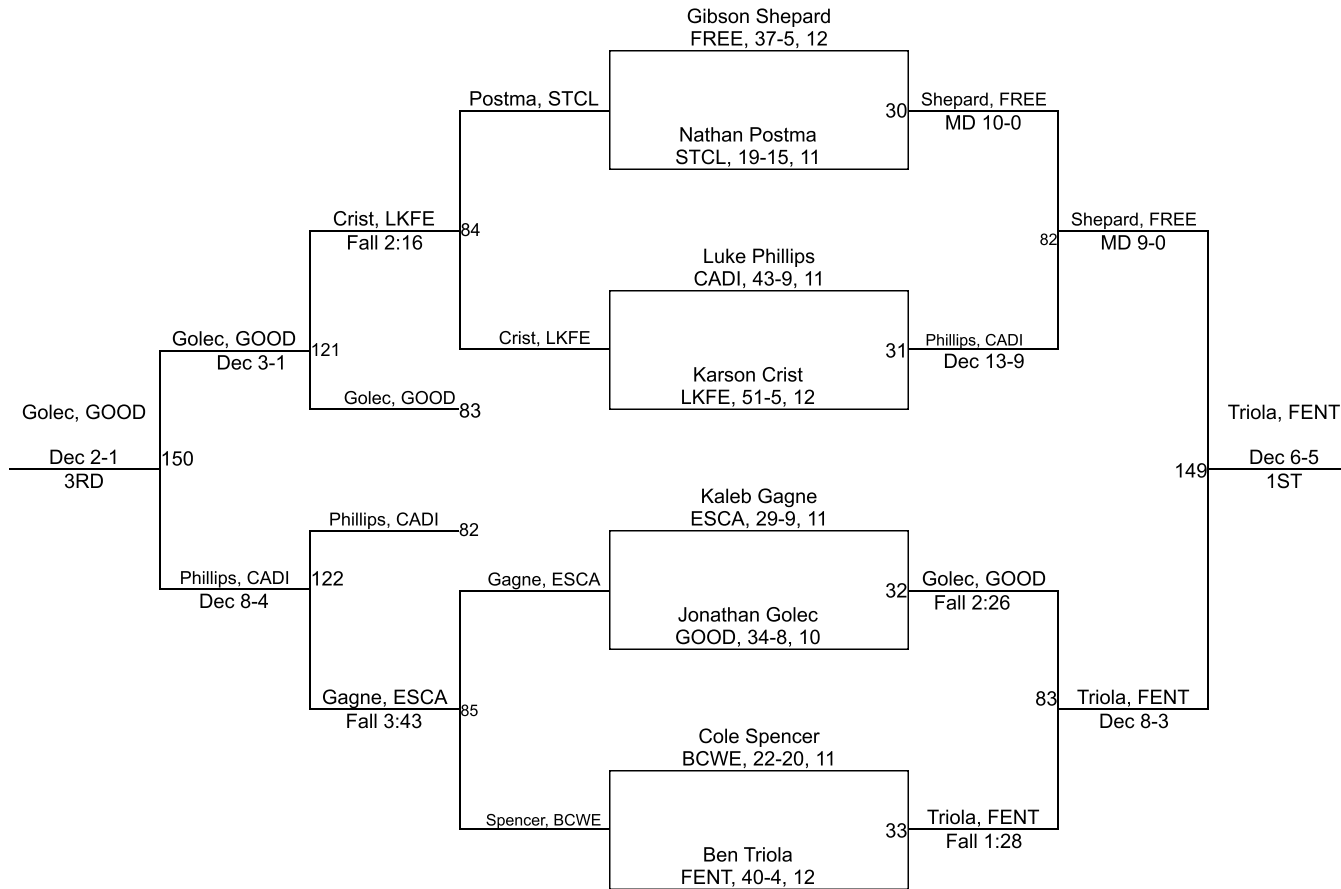 Gibson Shepard
FREE, 37-5, 12
Postma, STCL
30
Shepard, FREE
MD 10-0
Nathan Postma
STCL, 19-15, 11
Crist, LKFE
Fall 2:16
84
Shepard, FREE
MD 9-0
82
Luke Phillips
CADI, 43-9, 11
Golec, GOOD
Dec 3-1
121
Crist, LKFE
31
Phillips, CADI
Dec 13-9
Karson Crist
LKFE, 51-5, 12
Golec, GOOD
83
Golec, GOOD
Dec 2-1
3RD
150
Triola, FENT
Dec 6-5
1ST
149
Kaleb Gagne
ESCA, 29-9, 11
Phillips, CADI
82
Phillips, CADI
Dec 8-4
122
Gagne, ESCA
32
Golec, GOOD
Fall 2:26
Jonathan Golec
GOOD, 34-8, 10
Gagne, ESCA
Fall 3:43
85
83
Triola, FENT
Dec 8-3
Cole Spencer
BCWE, 22-20, 11
Spencer, BCWE
33
Triola, FENT
Fall 1:28
Ben Triola
FENT, 40-4, 12